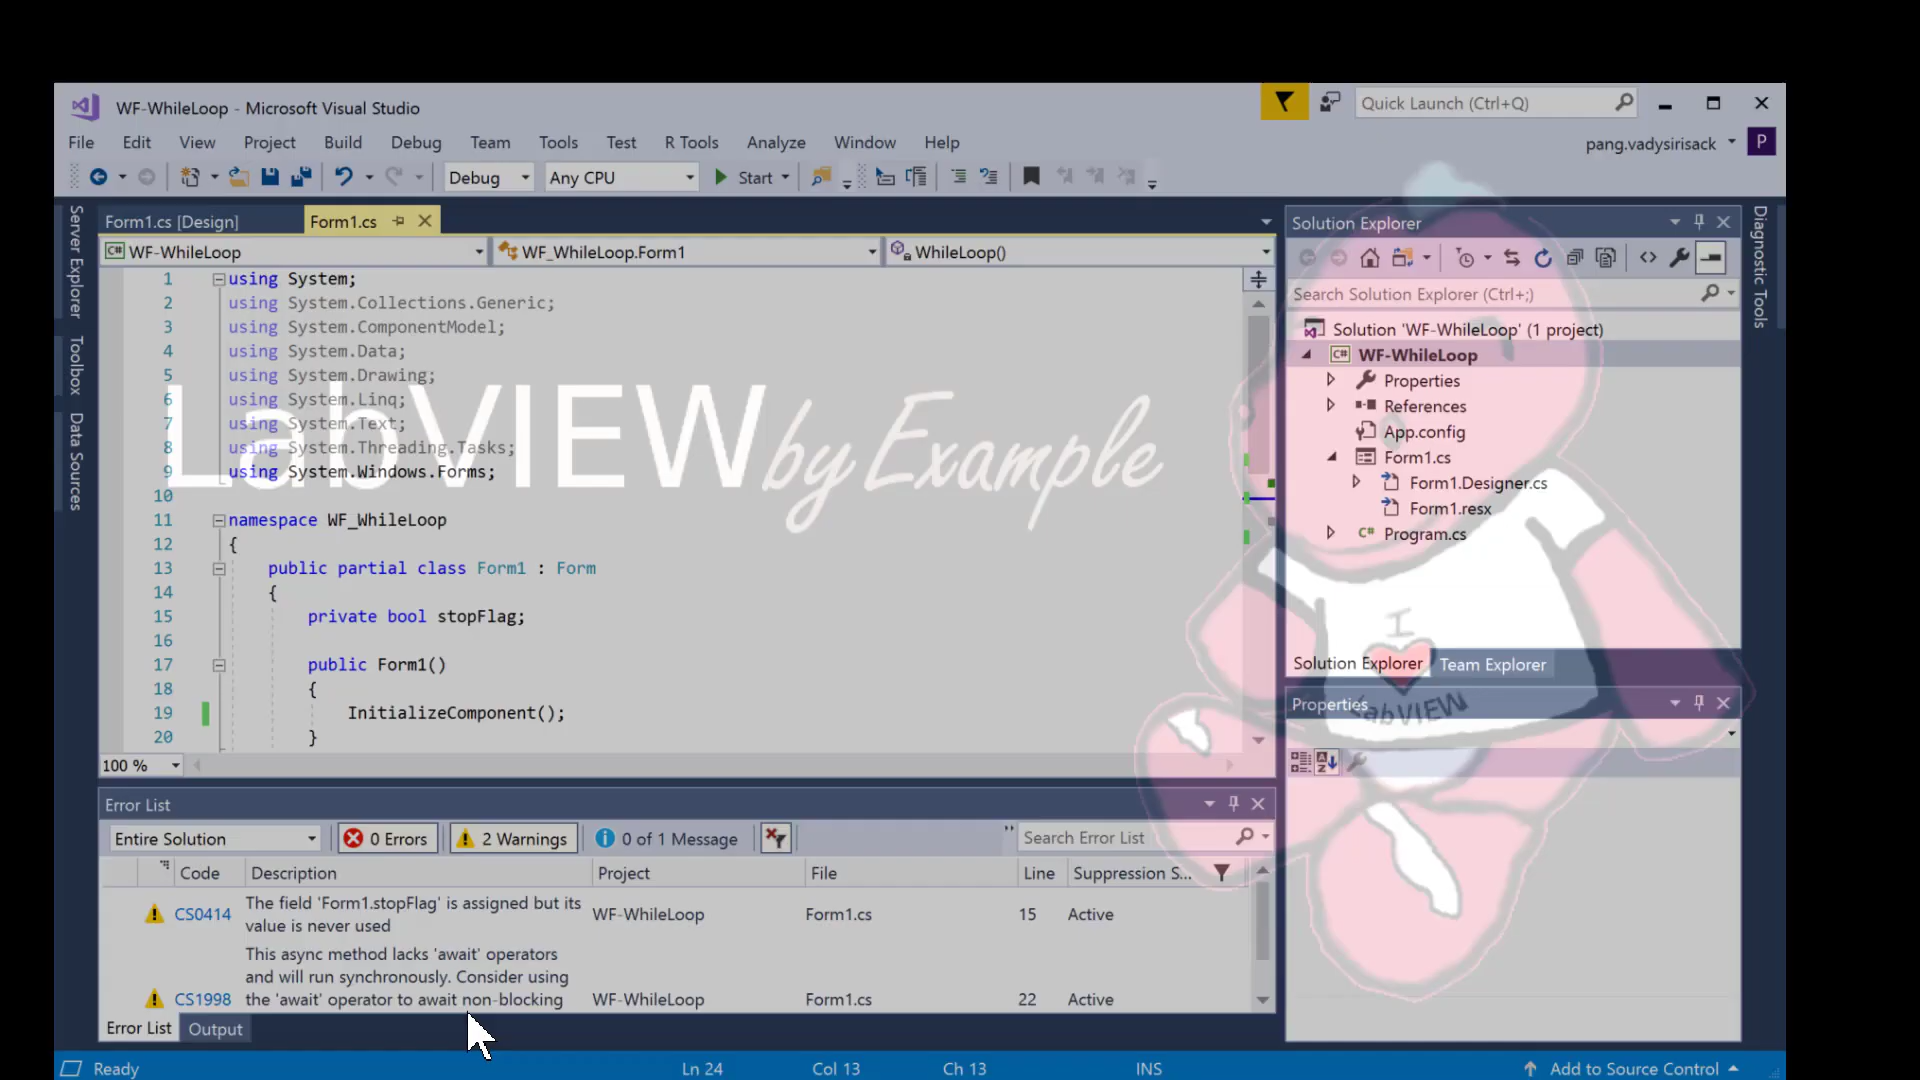 WF-WhileLoop - Microsoft Visual Studio
Quick Launch (Ctrl+Q)
File Edit View Project Build Debug Team Tools Test R Tools Analyze Window Help
pang.vadysirisack P
Debug Any CPU Start
Server Explorer
Toolbox
Data Sources
Form1.cs [Design] Form1.cs
WF-WhileLoop WF_WhileLoop.Form1 WhileLoop()
1 using System;
2 using System.Collections.Generic;
3 using System.ComponentModel;
4 using System.Data;
5 using System.Drawing;
6 using System.Linq;
7 using System.Text;
8 using System.Threading.Tasks;
9 using System.Windows.Forms;
10
11 namespace WF_WhileLoop
12 {
13 public partial class Form1 : Form
14 {
15 private bool stopFlag;
16
17 public Form1()
18 {
19 InitializeComponent();
20 }
100 %
LabVIEW by Example
Solution Explorer
Search Solution Explorer (Ctrl+;)
Solution 'WF-WhileLoop' (1 project)
WF-WhileLoop
Properties
References
App.config
Form1.cs
Form1.Designer.cs
Form1.resx
Program.cs
Solution Explorer Team Explorer
Diagnostic Tools
I
LabVIEW
Properties
Error List
Entire Solution 0 Errors 2 Warnings 0 of 1 Message Search Error List
Code Description Project File Line Suppression S...
CS0414 The field 'Form1.stopFlag' is assigned but its value is never used WF-WhileLoop Form1.cs 15 Active
This async method lacks 'await' operators
and will run synchronously. Consider using
CS1998 the 'await' operator to await non-blocking WF-WhileLoop Form1.cs 22 Active
Error List Output
Ready Ln 24 Col 13 Ch 13 INS Add to Source Control